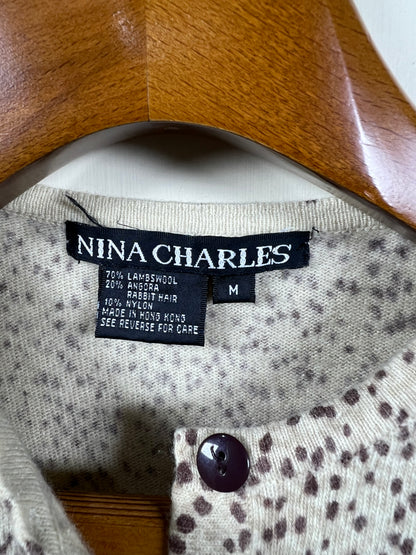 NINA CHARLES
70% LAMBSWOOL
20% ANGORA
RABBIT HAIR
10% NYLON
MADE IN HONG KONG
SEE REVERSE FOR CARE
M